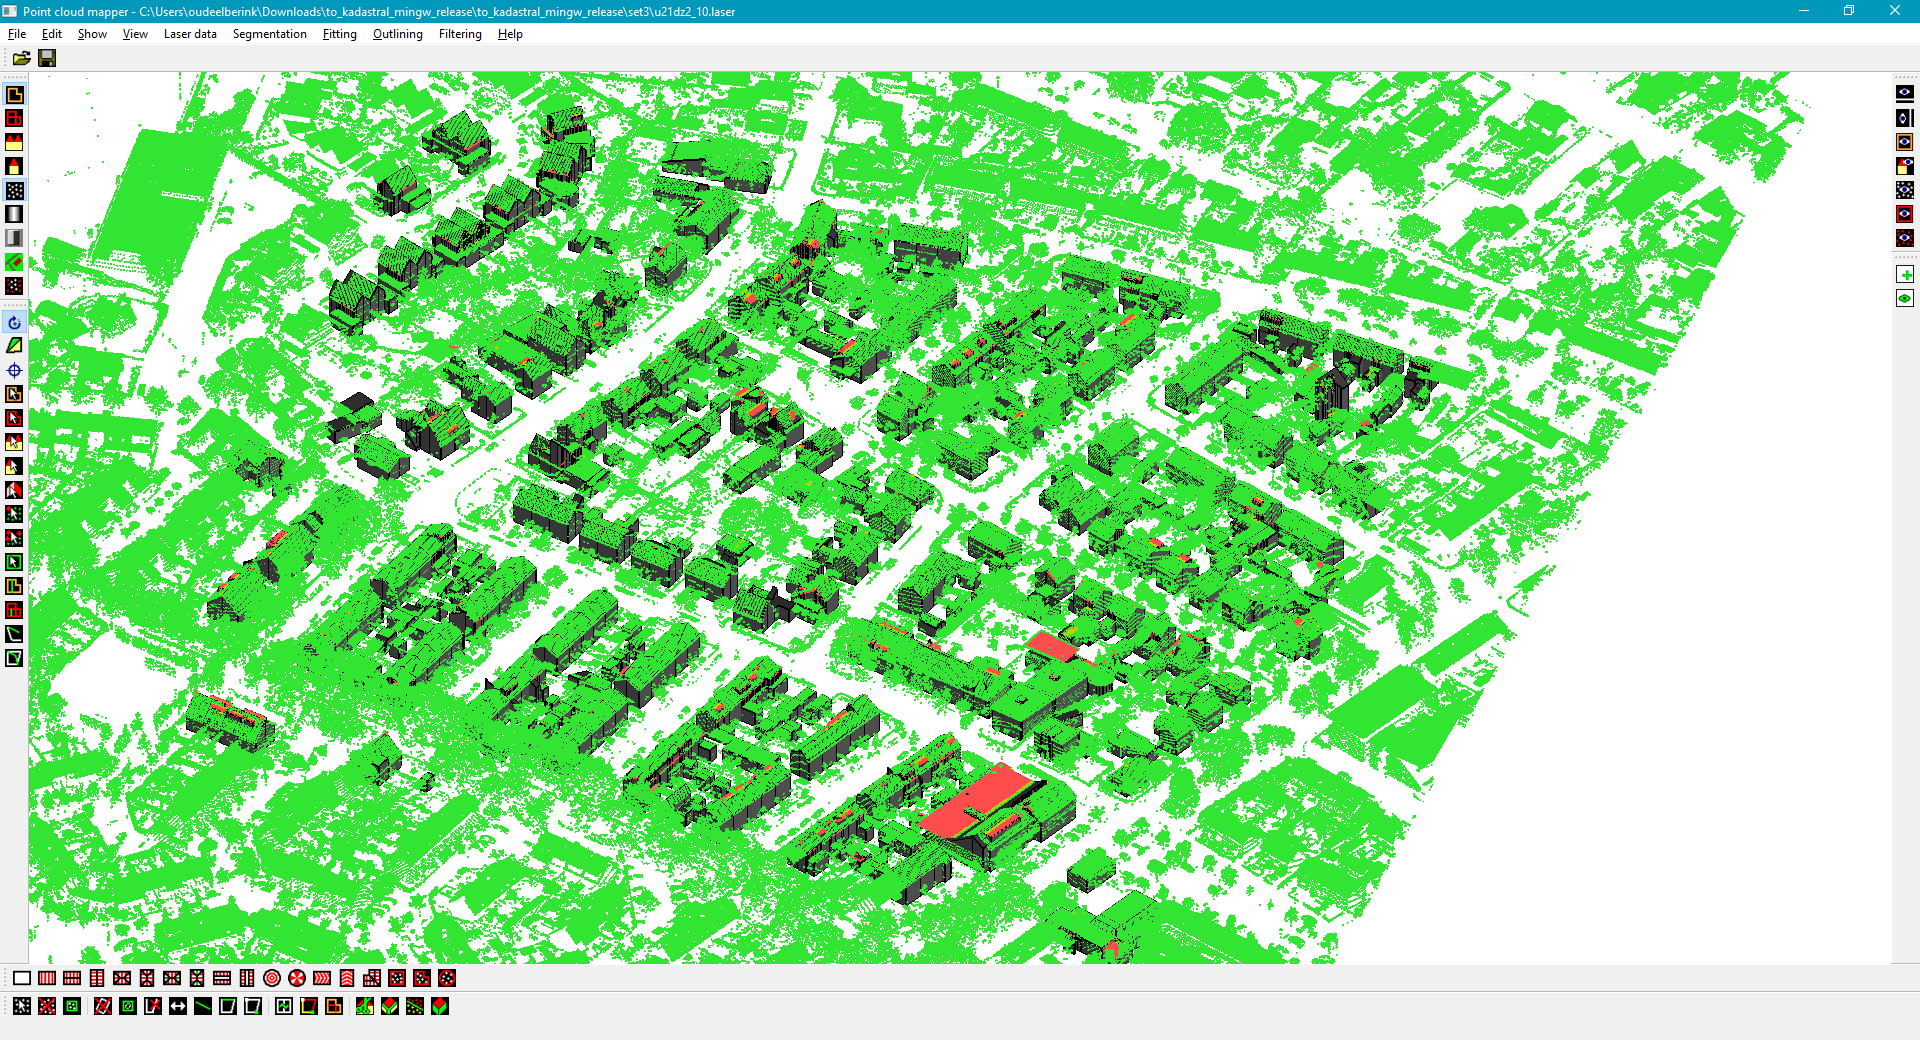 Point cloud mapper - C:\Users\oudeelberink\Downloads\to_kadastral_mingw_release\to_kadastral_mingw_release\set3\u21dz2_10.laser
File Edit Show View Laser data Segmentation Fitting Outlining Filtering Help